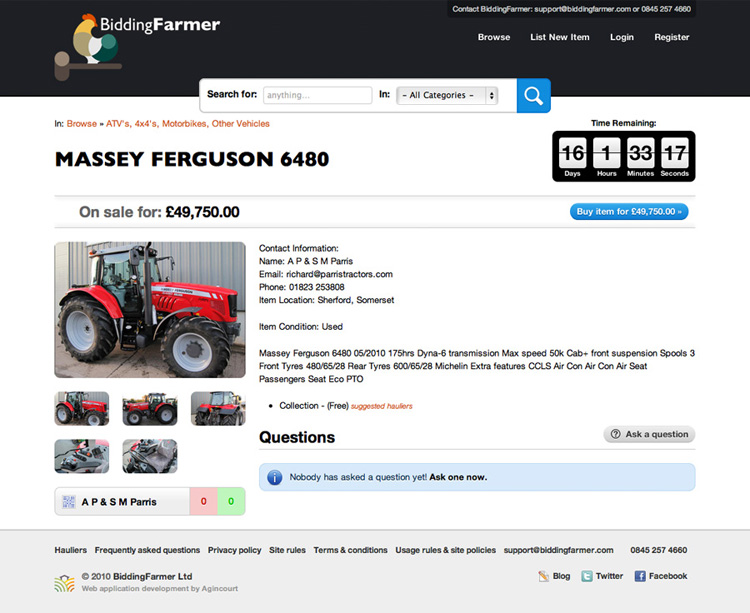 Contact BiddingFarmer: support@biddingfarmer.com or 0845 257 4660
BiddingFarmer
Browse List New Item Login Register
Search for: anything... In: - All Categories -
In: Browse » ATV's, 4x4's, Motorbikes, Other Vehicles
Time Remaining:
MASSEY FERGUSON 6480
16 1 33 17
Days Hours Minutes Seconds
On sale for: £49,750.00
Buy item for £49,750.00 »
Contact Information:
Name: A P & S M Parris
Email: richard@parristractors.com
Phone: 01823 253808
Item Location: Sherford, Somerset
Item Condition: Used
Massey Ferguson 6480 05/2010 175hrs Dyna-6 transmission Max speed 50k Cab+ front suspension Spools 3
Front Tyres 480/65/28 Rear Tyres 600/65/28 Michelin Extra features CCLS Air Con Air Con Air Seat
Passengers Seat Eco PTO
• Collection - (Free) suggested hauliers
Questions
Ask a question
Nobody has asked a question yet! Ask one now.
A P & S M Parris 0 0
Hauliers Frequently asked questions Privacy policy Site rules Terms & conditions Usage rules & site policies support@biddingfarmer.com 0845 257 4660
© 2010 BiddingFarmer Ltd
Web application development by Agincourt
Blog Twitter Facebook